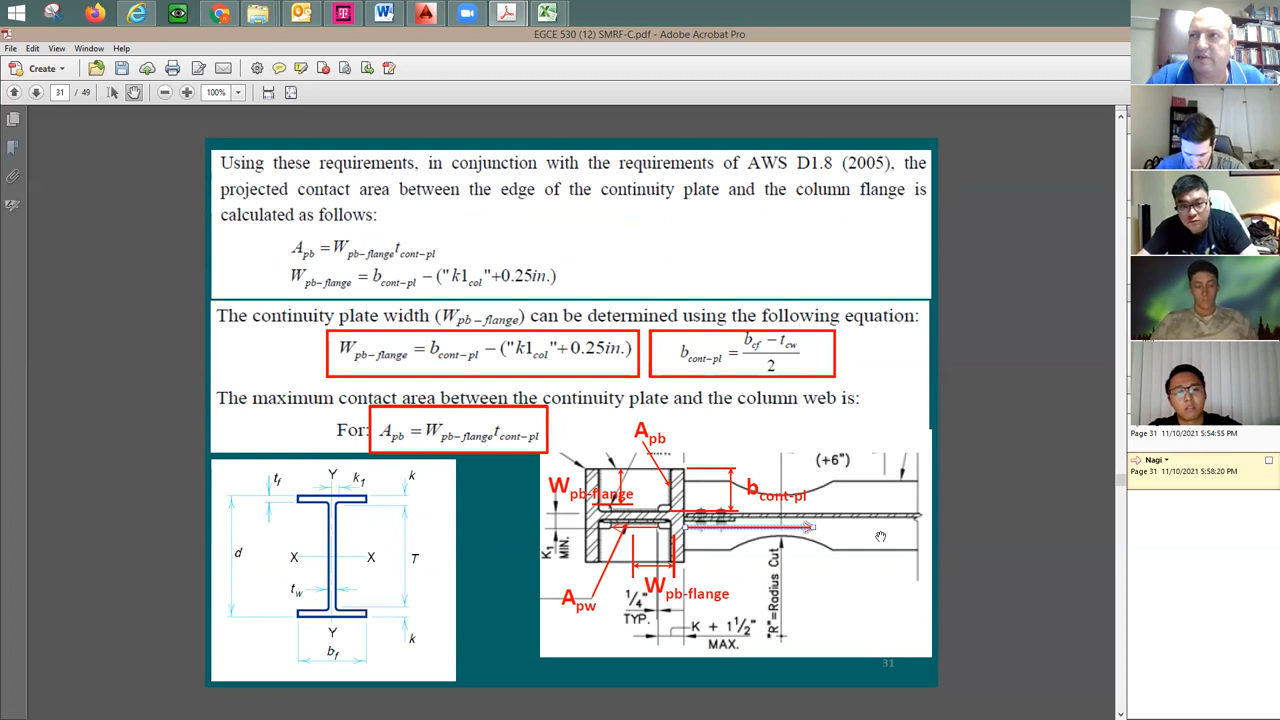 EGCE 530 (12) SMRF-C.pdf - Adobe Acrobat Pro
File Edit View Window Help
Create
31 / 49 100%
Using these requirements, in conjunction with the requirements of AWS D1.8 (2005), the
projected contact area between the edge of the continuity plate and the column flange is
calculated as follows:
A_pb = W_pb-flange t_cont-pl
W_pb-flange = b_cont-pl − ("k1_col"+0.25in.)
The continuity plate width (W_pb-flange) can be determined using the following equation:
W_pb-flange = b_cont-pl − ("k1_col"+0.25in.)
b_cont-pl = (b_cf − t_cw) / 2
The maximum contact area between the continuity plate and the column web is:
For: A_pb = W_pb-flange t_cont-pl
t_f
Y
k_1
k
d
X
X
T
t_w
Y
k
b_f
A_pb
(+6")
W_pb-flange
b_cont-pl
K1
MIN.
W_pb-flange
A_pw
1/4"
TYP.
K + 1 1/2"
MAX.
"R"=Radius Cut
31
Page 31 11/10/2021 5:54:55 PM
Nagi
Page 31 11/10/2021 5:58:20 PM